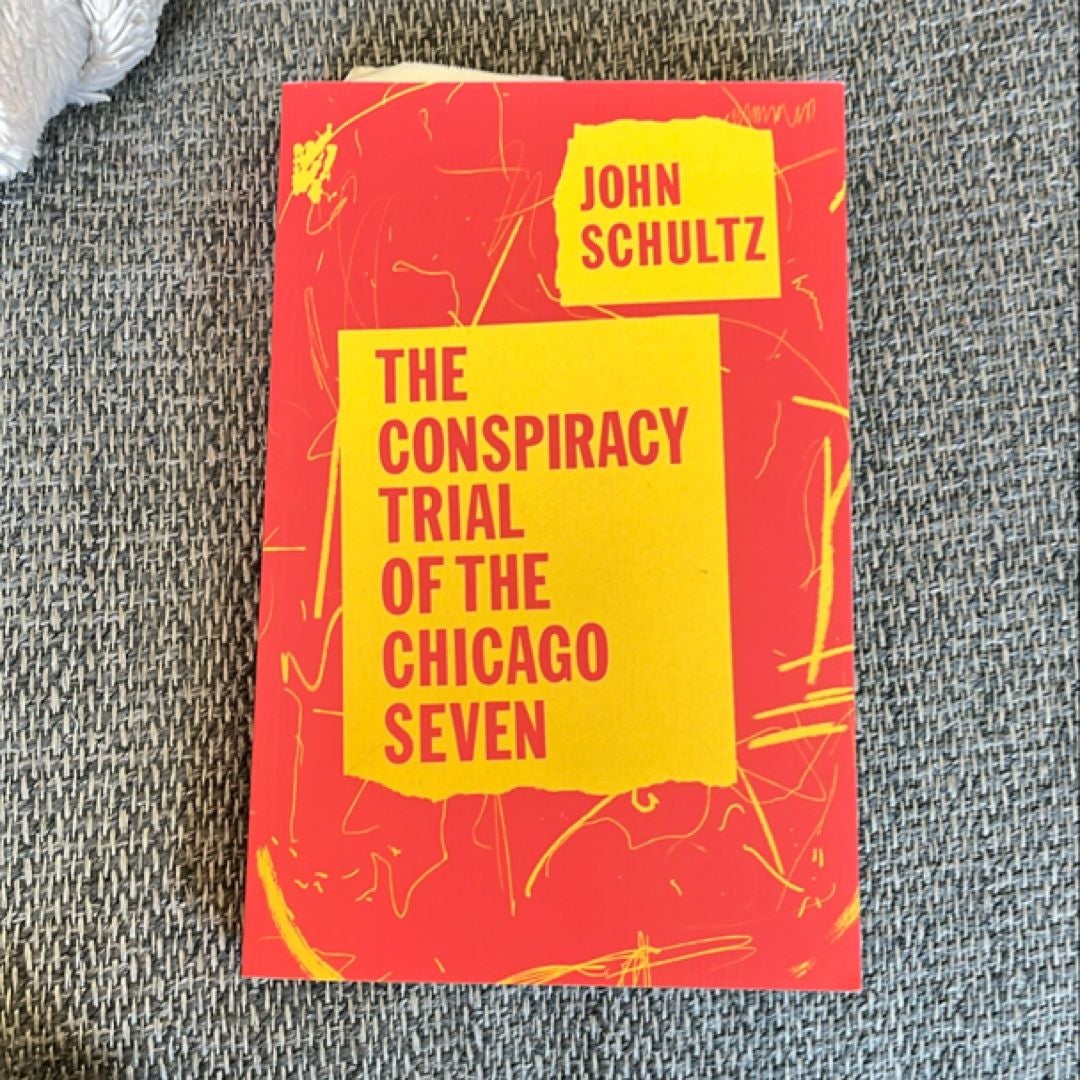 JOHN
SCHULTZ
THE
CONSPIRACY
TRIAL
OF THE
CHICAGO
SEVEN